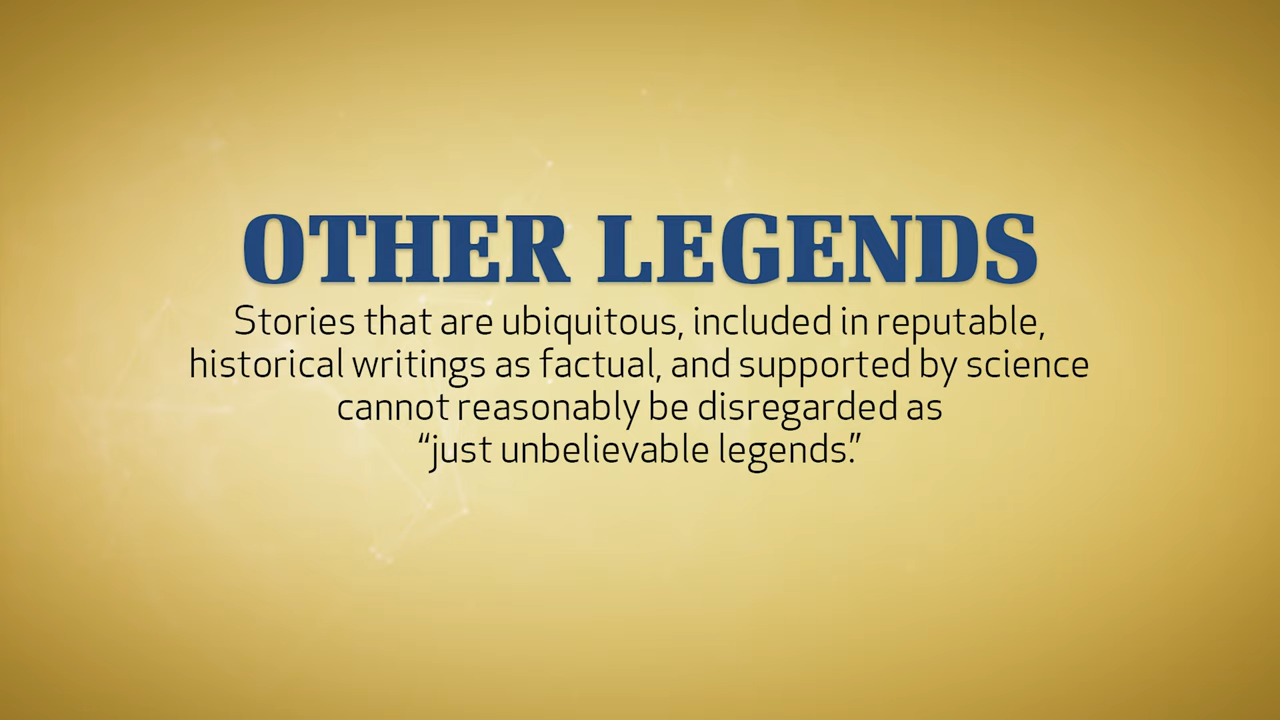 OTHER LEGENDS
Stories that are ubiquitous, included in reputable,
historical writings as factual, and supported by science
cannot reasonably be disregarded as
“just unbelievable legends.”